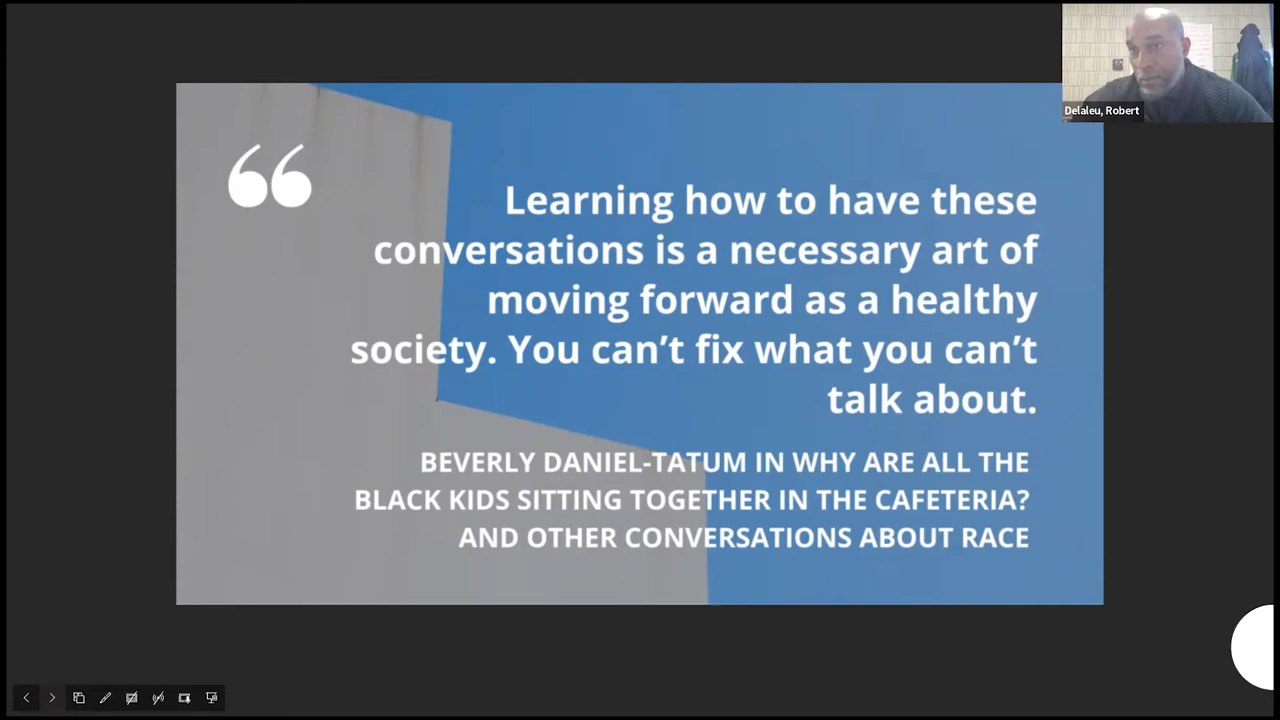 Delaleu, Robert
“
Learning how to have these
conversations is a necessary art of
moving forward as a healthy
society. You can’t fix what you can’t
talk about.
BEVERLY DANIEL-TATUM IN WHY ARE ALL THE
BLACK KIDS SITTING TOGETHER IN THE CAFETERIA?
AND OTHER CONVERSATIONS ABOUT RACE